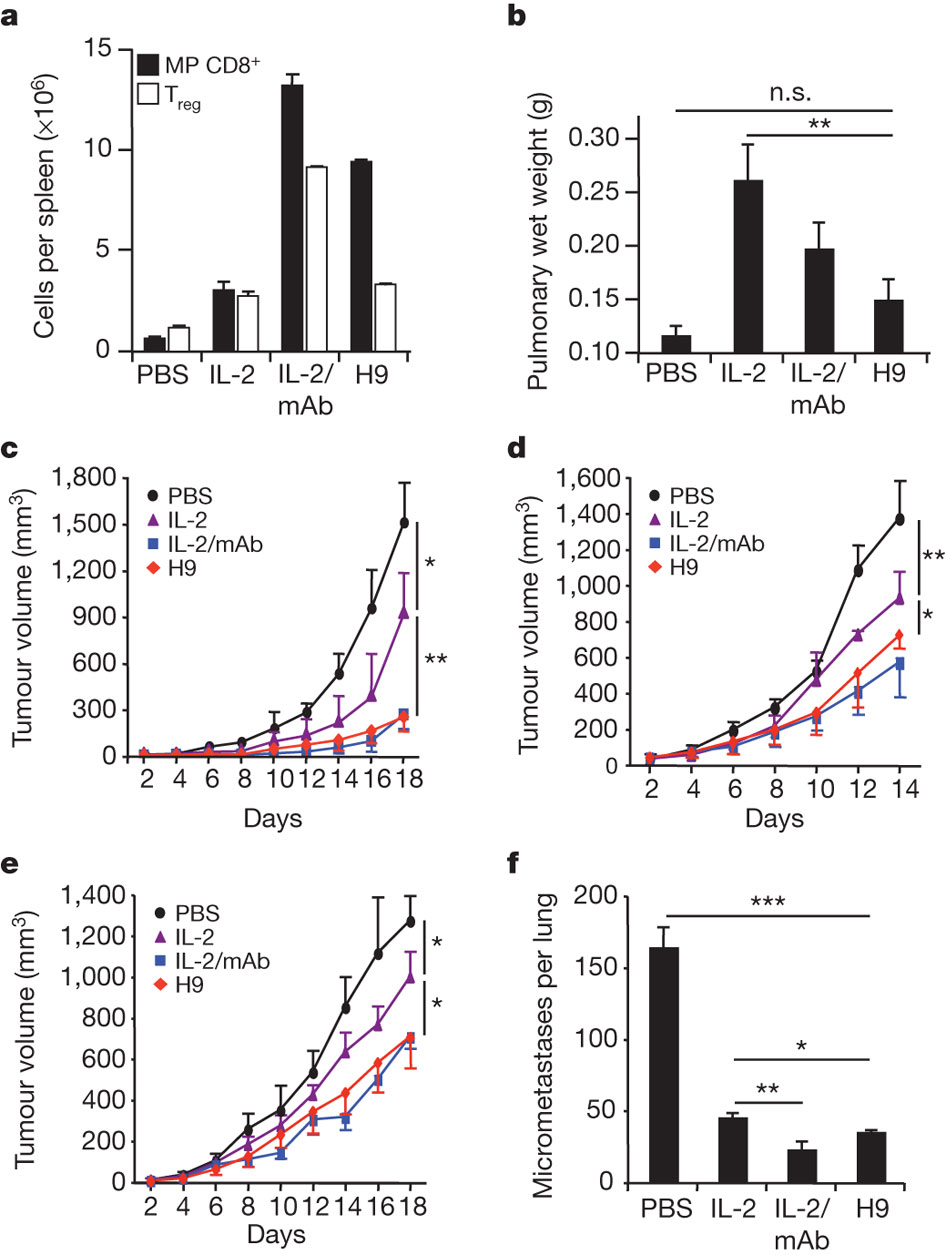 a
15
10
5
0
Cells per spleen (×10⁶)
MP CD8⁺
T_reg
PBS
IL-2
IL-2/
mAb
H9
b
n.s.
**
0.30
0.25
0.20
0.15
0.10
Pulmonary wet weight (g)
PBS
IL-2
IL-2/
mAb
H9
c
1,800
1,500
1,200
900
600
300
0
Tumour volume (mm³)
PBS
IL-2
IL-2/mAb
H9
*
**
2 4 6 8 10 12 14 16 18
Days
d
1,600
1,400
1,200
1,000
800
600
400
200
0
Tumour volume (mm³)
PBS
IL-2
IL-2/mAb
H9
**
*
2 4 6 8 10 12 14
Days
e
1,400
1,200
1,000
800
600
400
200
0
Tumour volume (mm³)
PBS
IL-2
IL-2/mAb
H9
*
*
2 4 6 8 10 12 14 16 18
Days
f
200
150
100
50
0
Micrometastases per lung
***
*
**
PBS
IL-2
IL-2/
mAb
H9